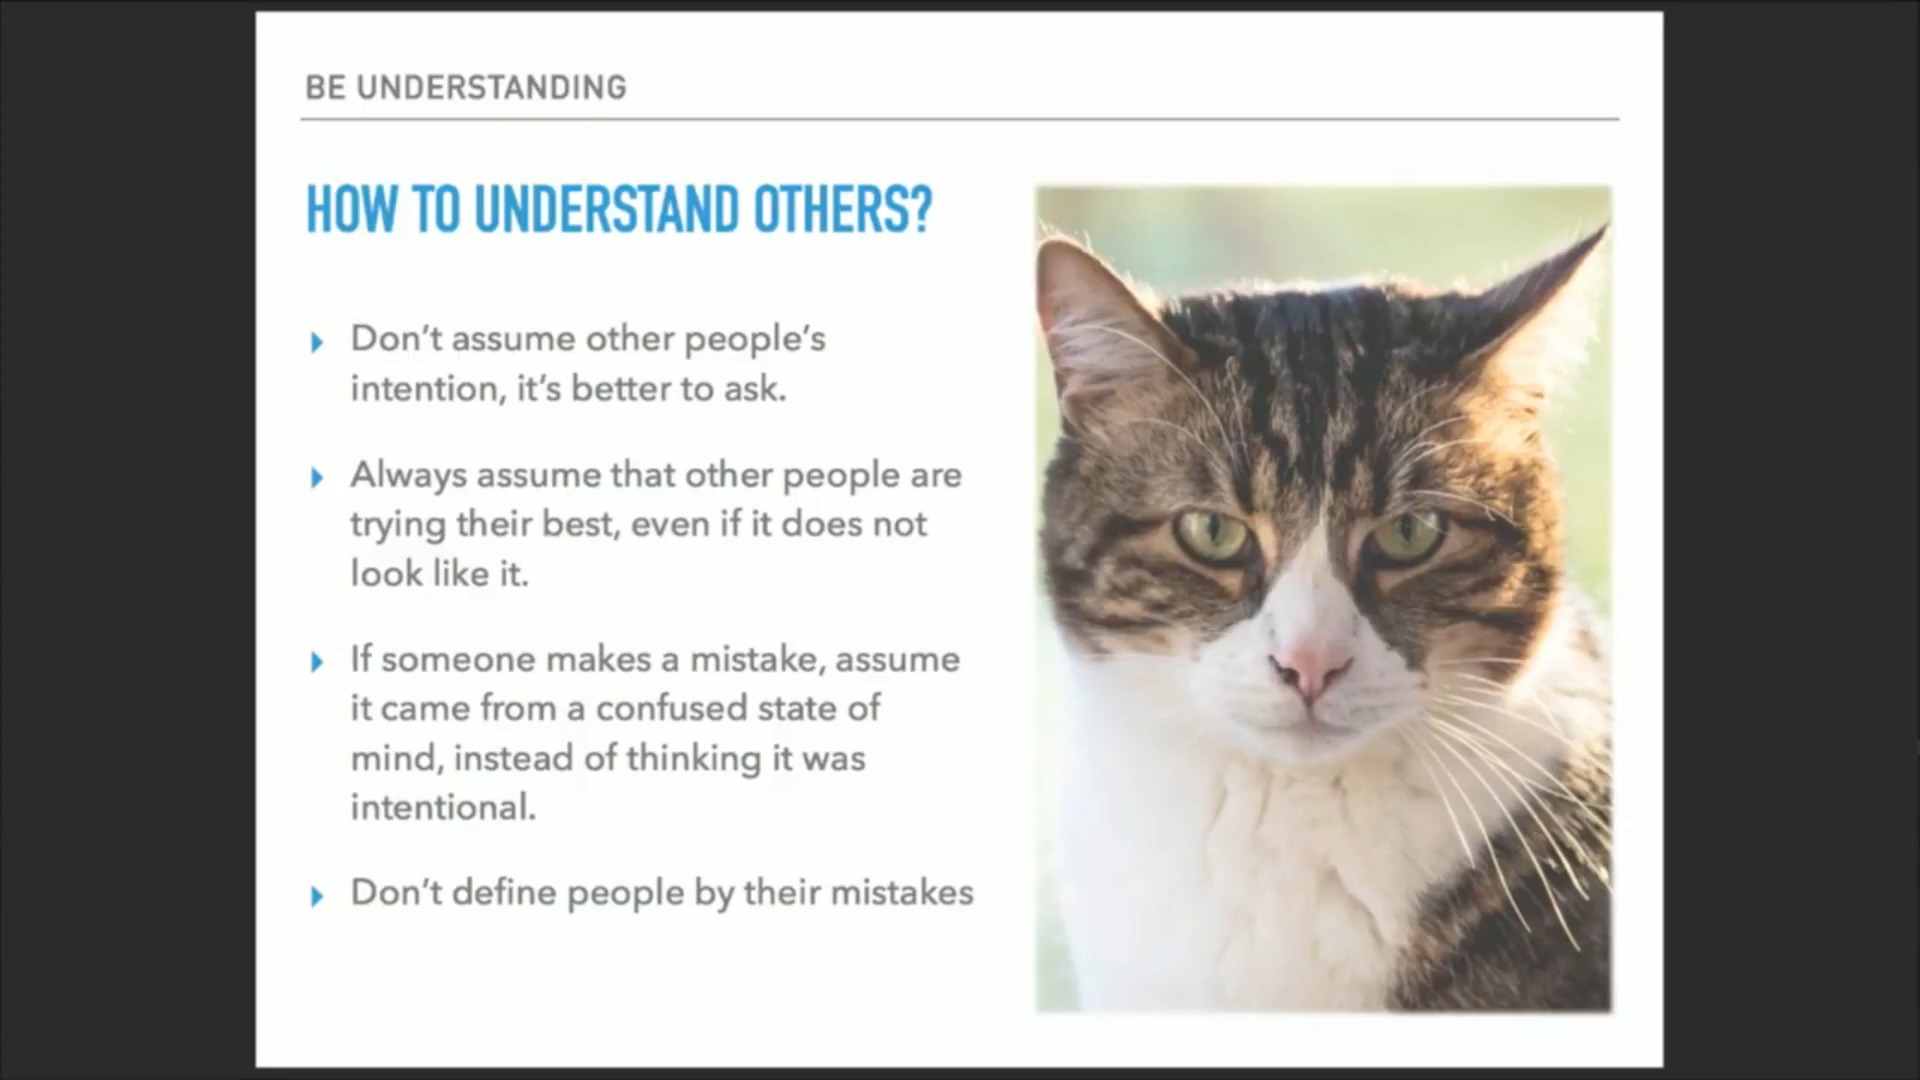 BE UNDERSTANDING
HOW TO UNDERSTAND OTHERS?
Don’t assume other people’s
intention, it’s better to ask.
Always assume that other people are
trying their best, even if it does not
look like it.
If someone makes a mistake, assume
it came from a confused state of
mind, instead of thinking it was
intentional.
Don’t define people by their mistakes